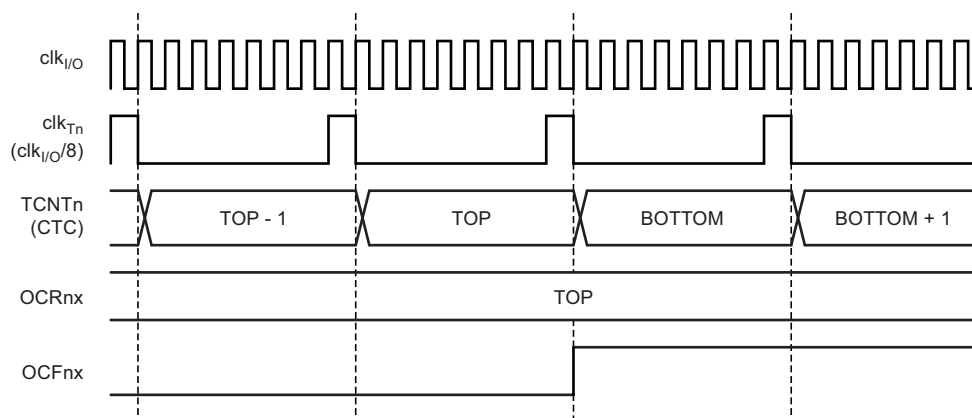 clkI/O
clkTn
(clkI/O/8)
TCNTn
(CTC)
TOP - 1
TOP
BOTTOM
BOTTOM + 1
OCRnx
TOP
OCFnx